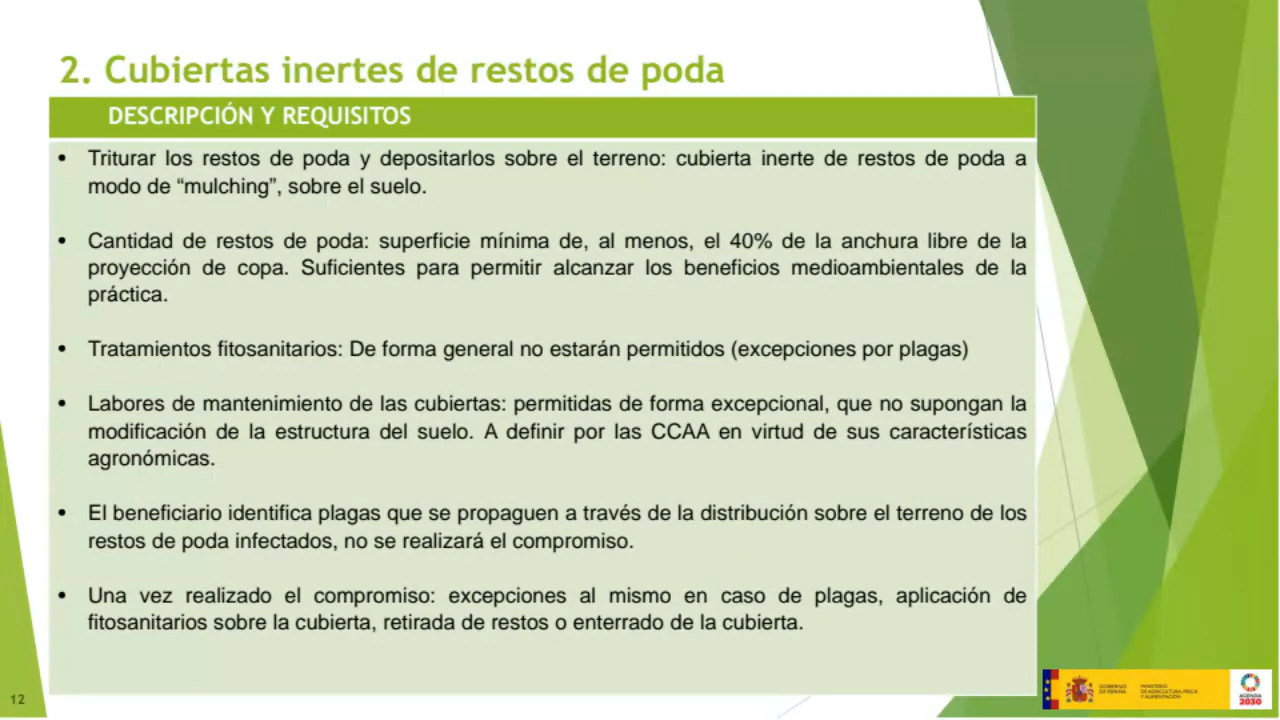 2. Cubiertas inertes de restos de poda
DESCRIPCIÓN Y REQUISITOS
• Triturar los restos de poda y depositarlos sobre el terreno: cubierta inerte de restos de poda a
modo de “mulching”, sobre el suelo.
• Cantidad de restos de poda: superficie mínima de, al menos, el 40% de la anchura libre de la
proyección de copa. Suficientes para permitir alcanzar los beneficios medioambientales de la
práctica.
• Tratamientos fitosanitarios: De forma general no estarán permitidos (excepciones por plagas)
• Labores de mantenimiento de las cubiertas: permitidas de forma excepcional, que no supongan la
modificación de la estructura del suelo. A definir por las CCAA en virtud de sus características
agronómicas.
• El beneficiario identifica plagas que se propaguen a través de la distribución sobre el terreno de los
restos de poda infectados, no se realizará el compromiso.
• Una vez realizado el compromiso: excepciones al mismo en caso de plagas, aplicación de
fitosanitarios sobre la cubierta, retirada de restos o enterrado de la cubierta.
12
GOBIERNO
DE ESPAÑA
MINISTERIO
DE AGRICULTURA, PESCA
Y ALIMENTACIÓN
AGENDA
2030